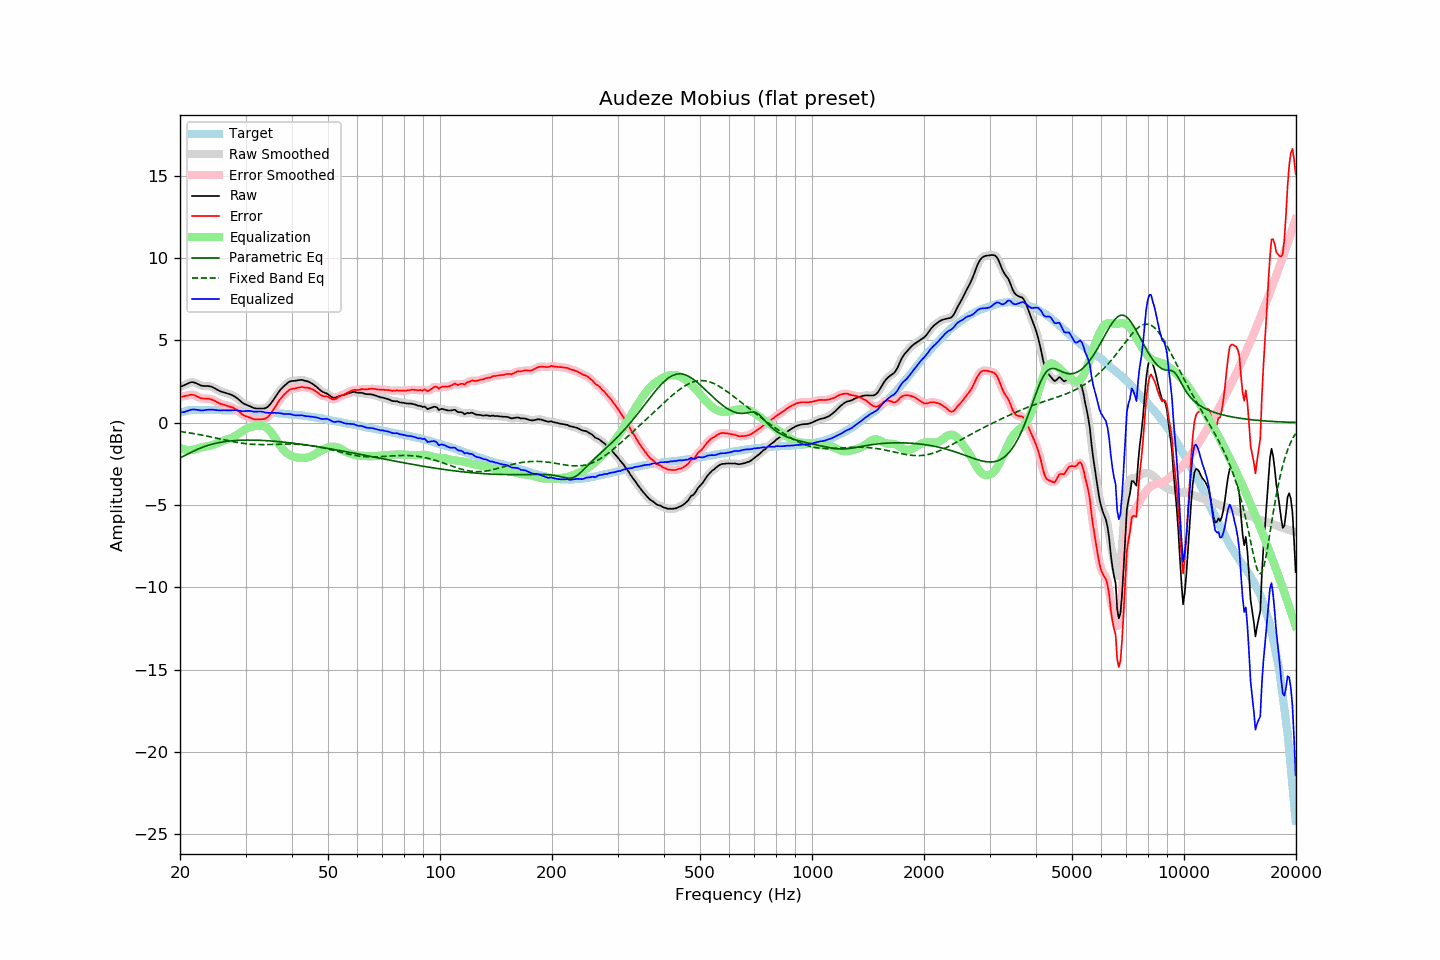 Audeze Mobius (flat preset)
Target
Raw Smoothed
Error Smoothed
Raw
Error
Equalization
Parametric Eq
Fixed Band Eq
Equalized
Amplitude (dBr)
15
10
5
0
−5
−10
−15
−20
−25
20 50 100 200 500 1000 2000 5000 10000 20000
Frequency (Hz)